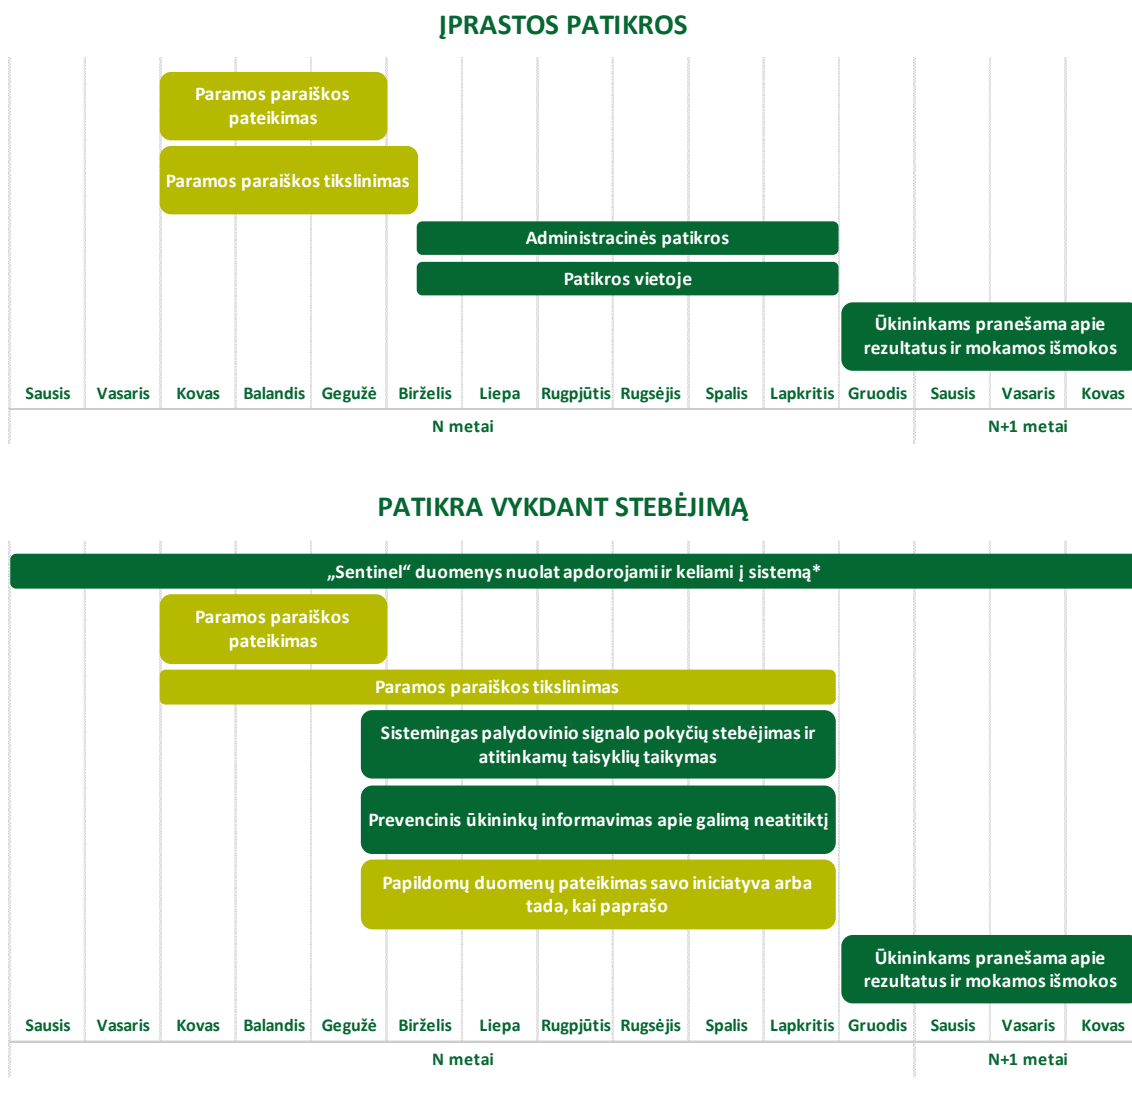 ĮPRASTOS PATIKROS
Paramos paraiškos
pateikimas
Paramos paraiškos tikslinimas
Administracinės patikros
Patikros vietoje
Ūkininkams pranešama apie
rezultatus ir mokamos išmokos
Sausis Vasaris Kovas Balandis Gegužė Birželis Liepa Rugpjūtis Rugsėjis Spalis Lapkritis Gruodis Sausis Vasaris Kovas
N metai N+1 metai
PATIKRA VYKDANT STEBĖJIMĄ
„Sentinel“ duomenys nuolat apdorojami ir keliami į sistemą*
Paramos paraiškos
pateikimas
Paramos paraiškos tikslinimas
Sistemingas palydovinio signalo pokyčių stebėjimas ir
atitinkamų taisyklių taikymas
Prevencinis ūkininkų informavimas apie galimą neatitiktį
Papildomų duomenų pateikimas savo iniciatyva arba
tada, kai paprašo
Ūkininkams pranešama apie
rezultatus ir mokamos išmokos
Sausis Vasaris Kovas Balandis Gegužė Birželis Liepa Rugpjūtis Rugsėjis Spalis Lapkritis Gruodis Sausis Vasaris Kovas
N metai N+1 metai